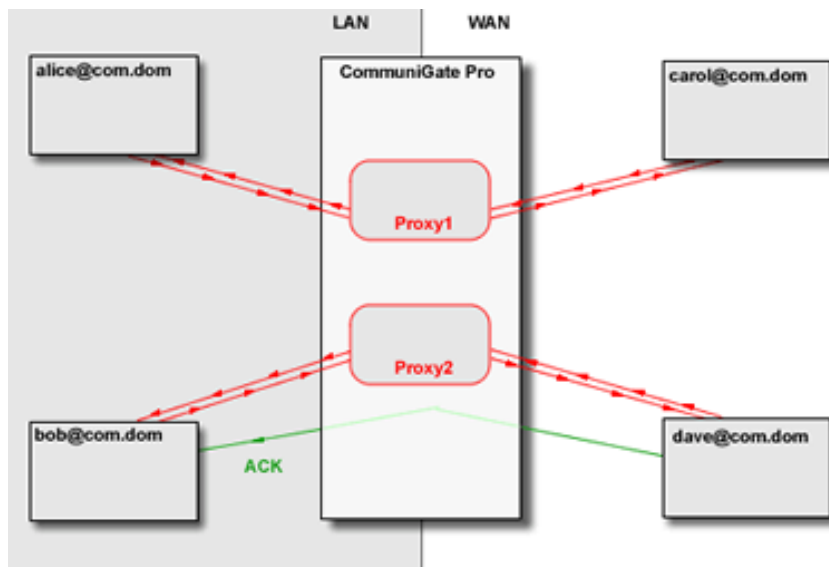 LAN WAN
alice@com.dom
CommuniGate Pro
carol@com.dom
Proxy1
Proxy2
bob@com.dom
dave@com.dom
ACK